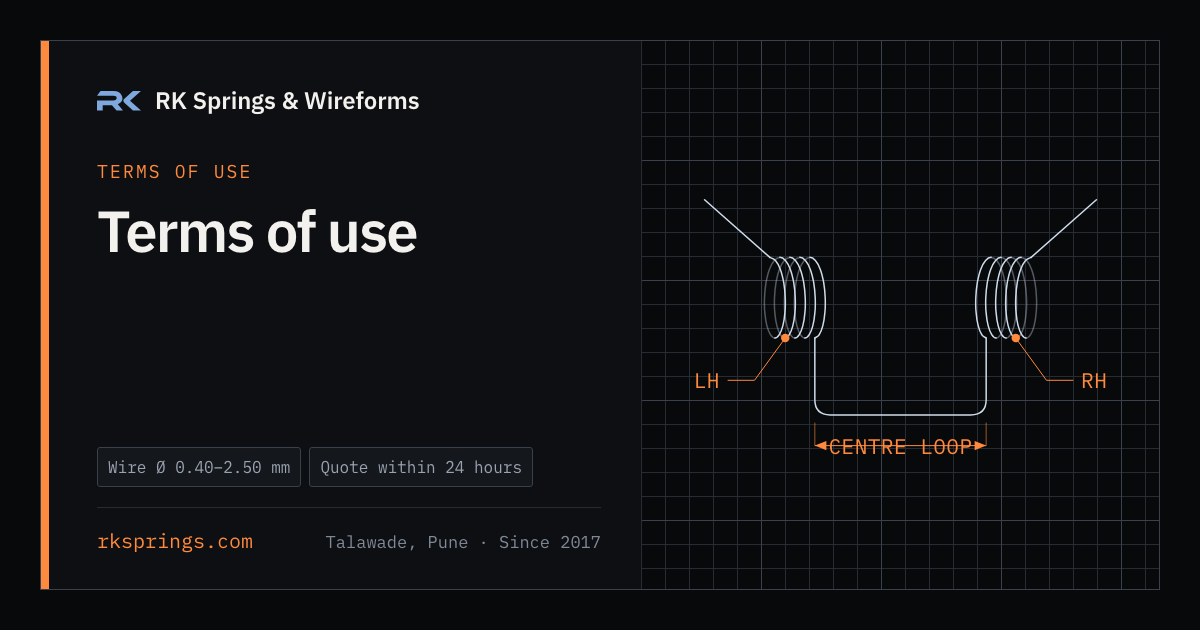 RK RK Springs & Wireforms
TERMS OF USE
Terms of use
Wire Ø 0.40–2.50 mm
Quote within 24 hours
rksprings.com
Talawade, Pune · Since 2017
LH
RH
CENTRE LOOP